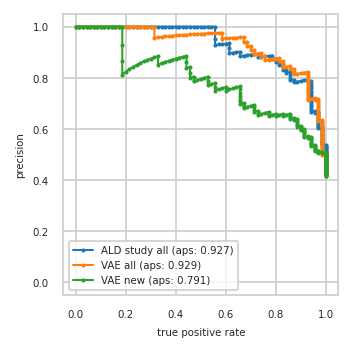 1.0
0.8
0.6
0.4
0.2
0.0
precision
ALD study all (aps: 0.927)
VAE all (aps: 0.929)
VAE new (aps: 0.791)
0.0 0.2 0.4 0.6 0.8 1.0
true positive rate